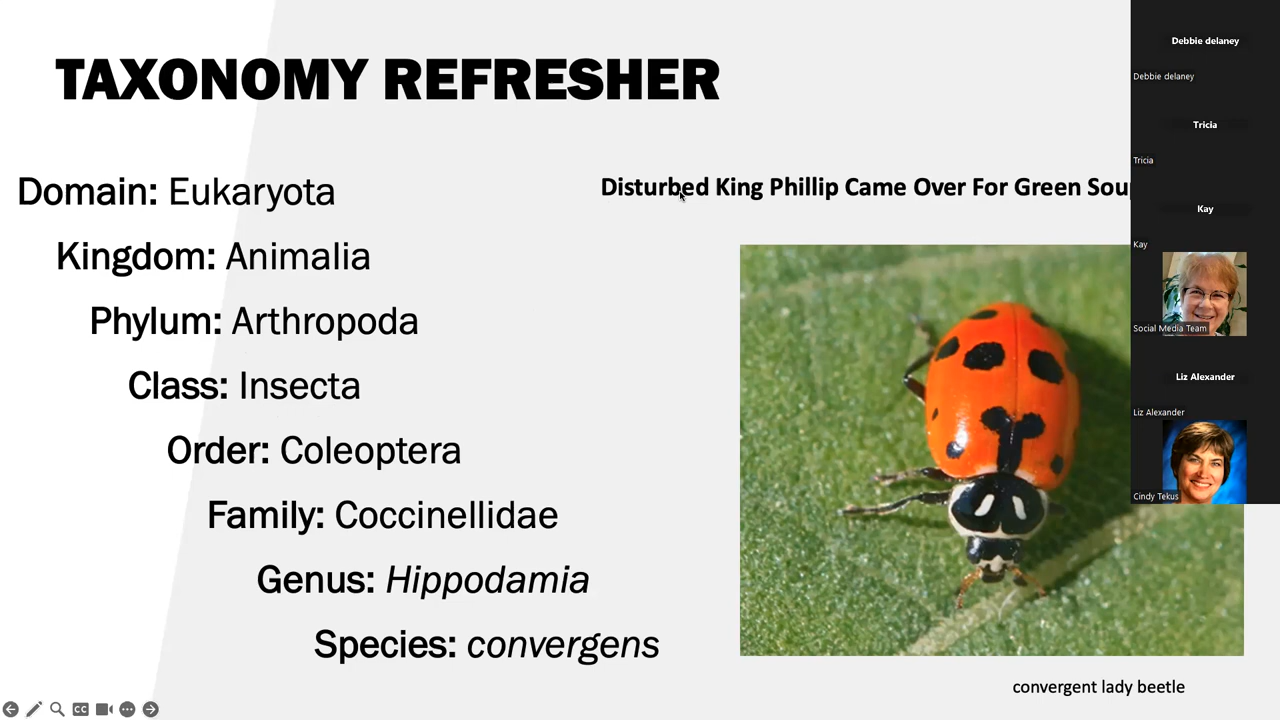 TAXONOMY REFRESHER
Domain: Eukaryota
Disturbed King Phillip Came Over For Green Sou
Kingdom: Animalia
Phylum: Arthropoda
Class: Insecta
Order: Coleoptera
Family: Coccinellidae
Genus: Hippodamia
Species: convergens
convergent lady beetle
Debbie delaney
Debbie delaney
Tricia
Tricia
Kay
Kay
Social Media Team
Liz Alexander
Liz Alexander
Cindy Tekus
CC